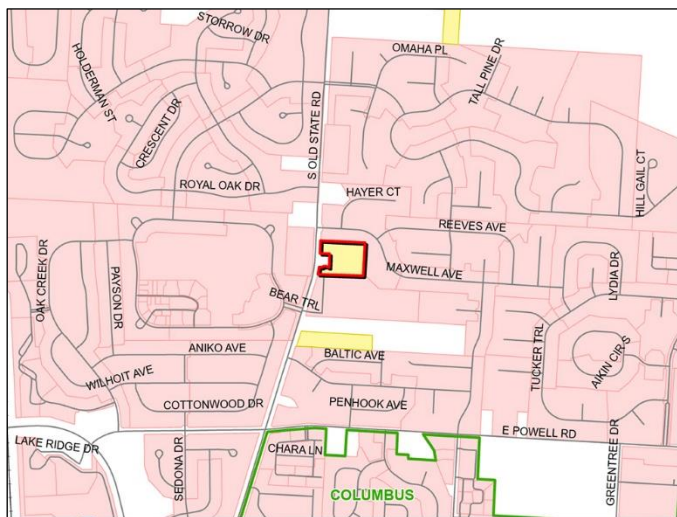 STORROW DR
OMAHA PL
TALL PINE DR
HOLDERMAN ST
CRESCENT DR
S OLD STATE RD
ROYAL OAK DR
HAYER CT
HILL GAIL CT
REEVES AVE
OAK CREEK DR
PAYSON DR
MAXWELL AVE
LYDIA DR
BEAR TRL
ANIKO AVE
BALTIC AVE
TUCKER TRL
AIKIN CIR S
WILHOIT AVE
COTTONWOOD DR
PENHOOK AVE
E POWELL RD
LAKE RIDGE DR
SEDONA DR
CHARA LN
GREENTREE DR
COLUMBUS